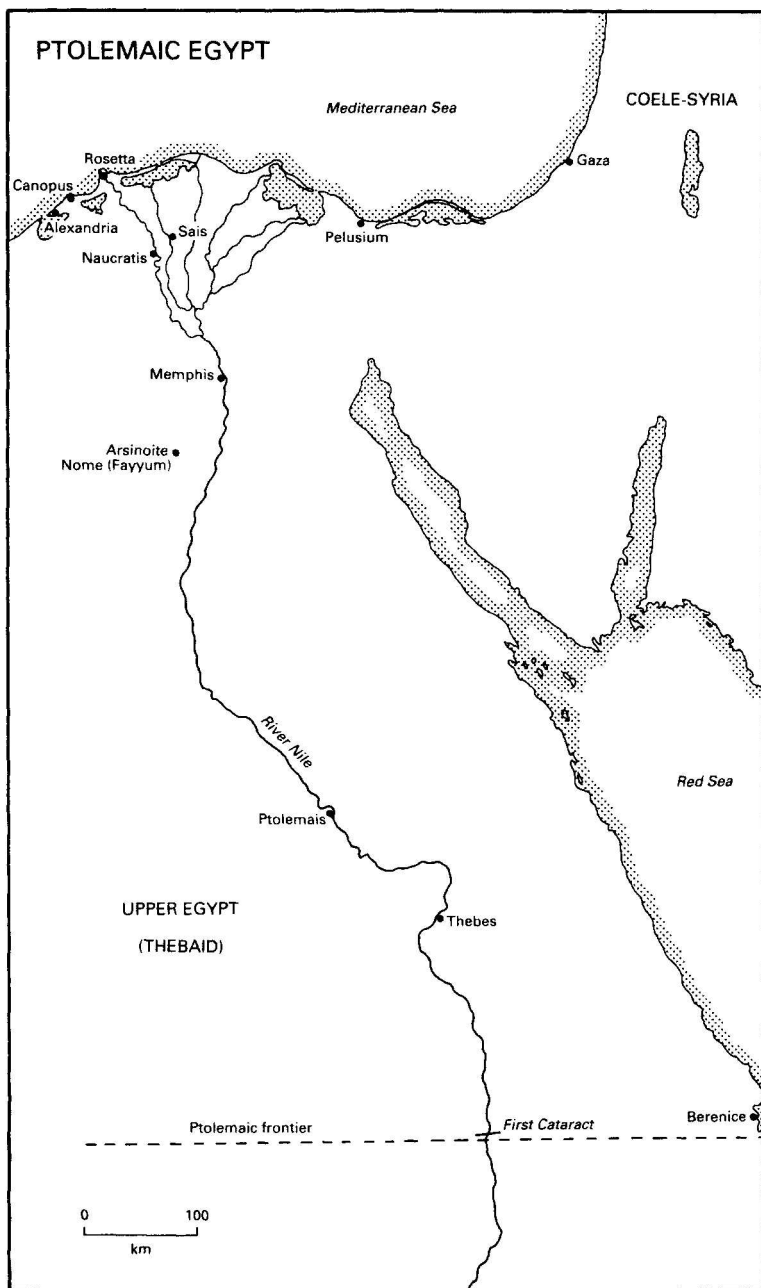 PTOLEMAIC EGYPT
Mediterranean Sea
COELE-SYRIA
Rosetta
Gaza
Canopus
Alexandria
Sais
Pelusium
Naucratis
Memphis
Arsinoite
Nome (Fayyum)
River Nile
Red Sea
Ptolemais
UPPER EGYPT
(THEBAID)
Thebes
Berenice
Ptolemaic frontier
First Cataract
0 100
km